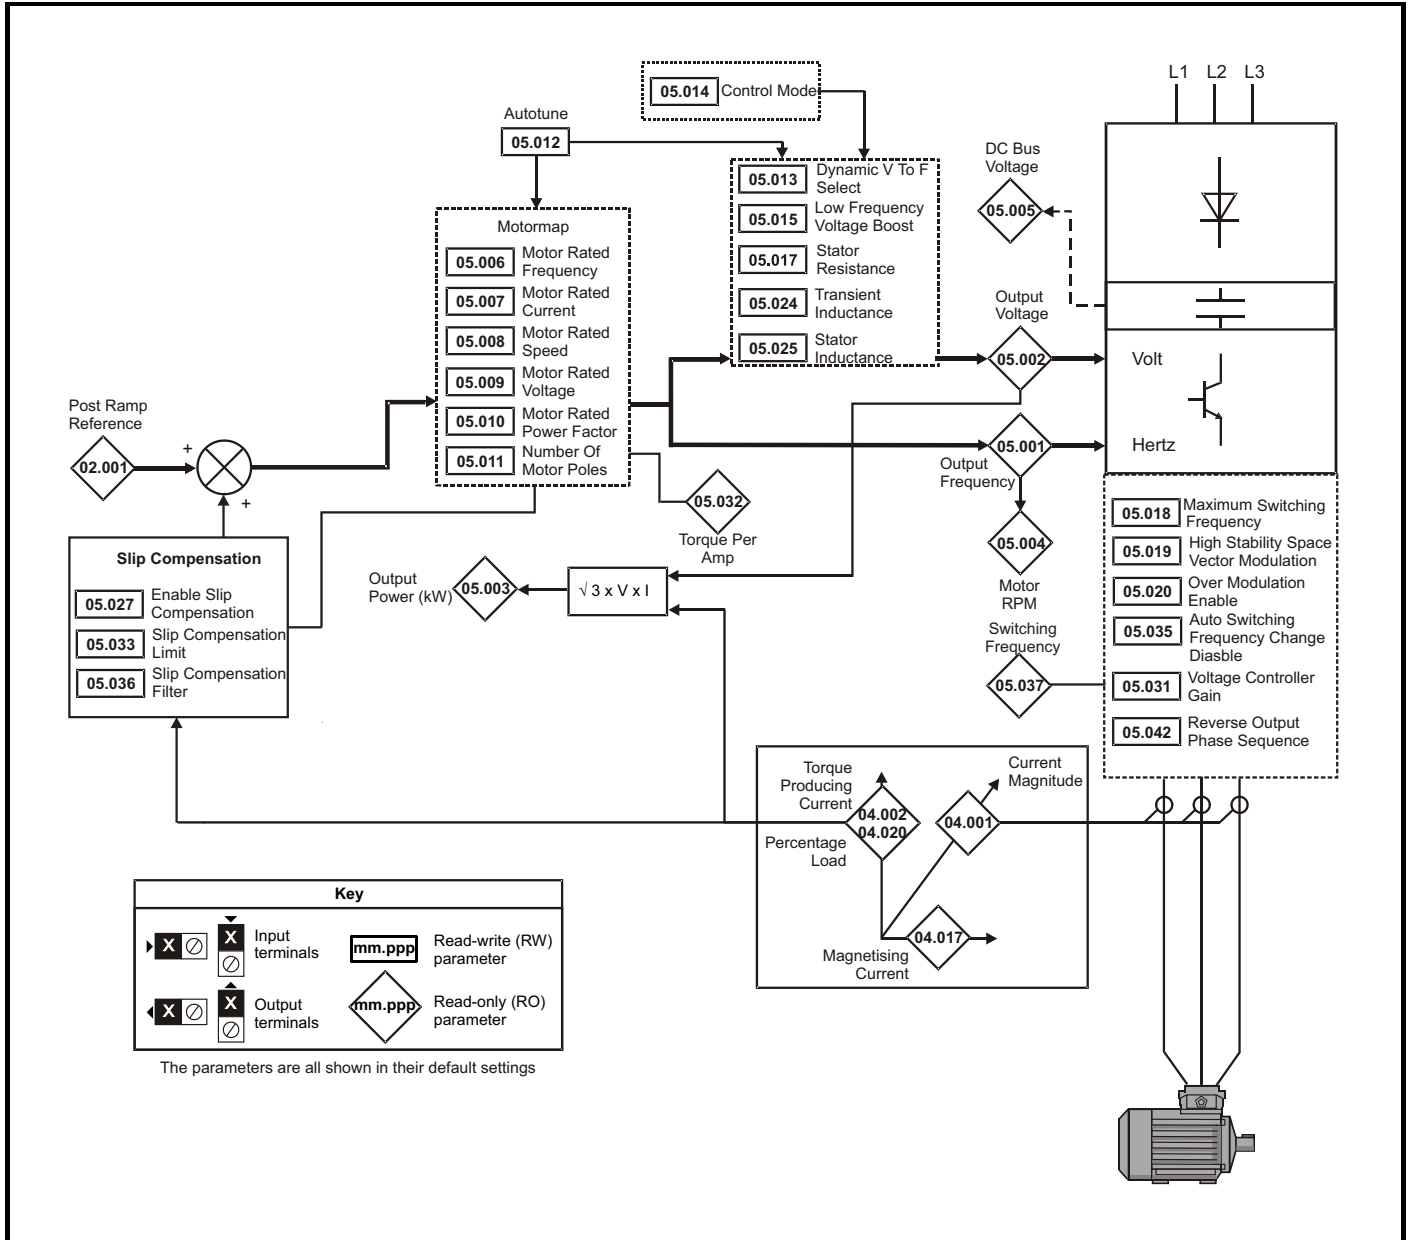 L1 L2 L3
05.014 Control Mode
Autotune
05.012
DC Bus
Voltage
05.005
05.013 Dynamic V To F
Select
05.015 Low Frequency
Voltage Boost
05.017 Stator
Resistance
05.024 Transient
Inductance
05.025 Stator
Inductance
Motormap
05.006 Motor Rated
Frequency
05.007 Motor Rated
Current
05.008 Motor Rated
Speed
05.009 Motor Rated
Voltage
05.010 Motor Rated
Power Factor
05.011 Number Of
Motor Poles
Output
Voltage
05.002
Volt
Hertz
Post Ramp
Reference
02.001
+
+
05.001
Output
Frequency
05.004
Motor
RPM
05.032
Torque Per
Amp
Slip Compensation
05.027 Enable Slip
Compensation
05.033 Slip Compensation
Limit
05.036 Slip Compensation
Filter
Output
Power (kW)
05.003
√ 3 x V x I
Switching
Frequency
05.037
05.018 Maximum Switching
Frequency
05.019 High Stability Space
Vector Modulation
05.020 Over Modulation
Enable
05.035 Auto Switching
Frequency Change
Diasble
05.031 Voltage Controller
Gain
05.042 Reverse Output
Phase Sequence
Torque
Producing
Current
04.002
04.020
Percentage
Load
Current
Magnitude
04.001
04.017
Magnetising
Current
Key
X X Input
terminals
mm.ppp Read-write (RW)
parameter
X X Output
terminals
mm.ppp Read-only (RO)
parameter
The parameters are all shown in their default settings